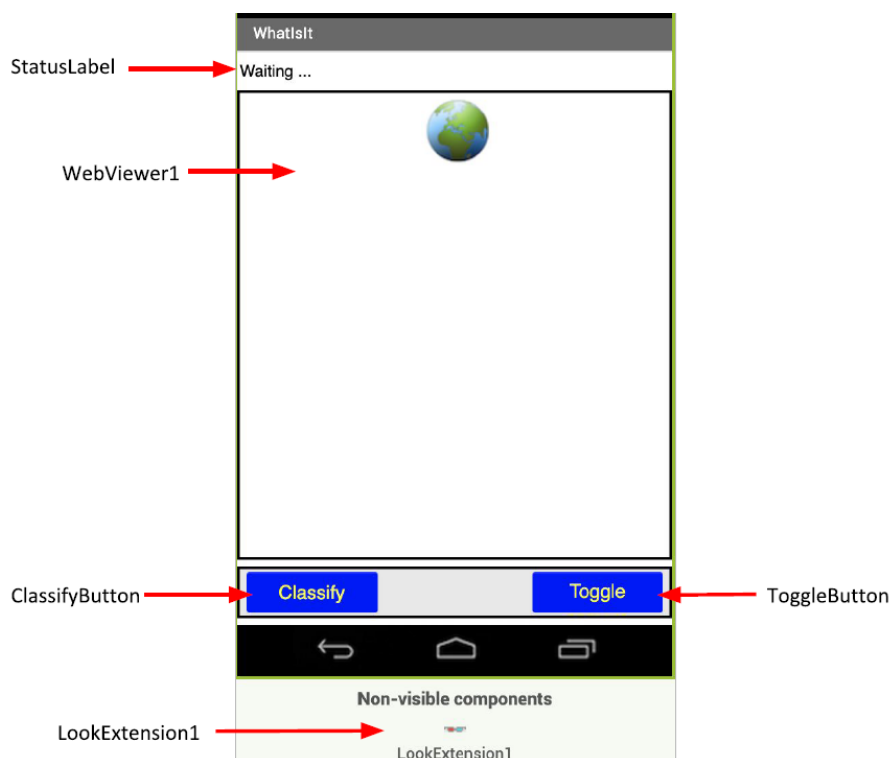 WhatIsIt
StatusLabel
Waiting ...
WebViewer1
ClassifyButton
Classify
Toggle
ToggleButton
Non-visible components
LookExtension1
LookExtension1